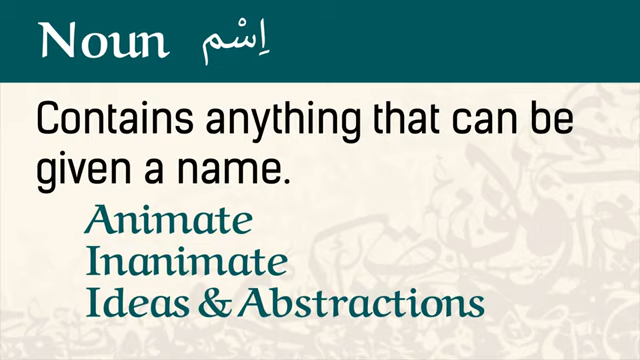 Noun اِسْم
Contains anything that can be
given a name.
Animate
Inanimate
Ideas & Abstractions